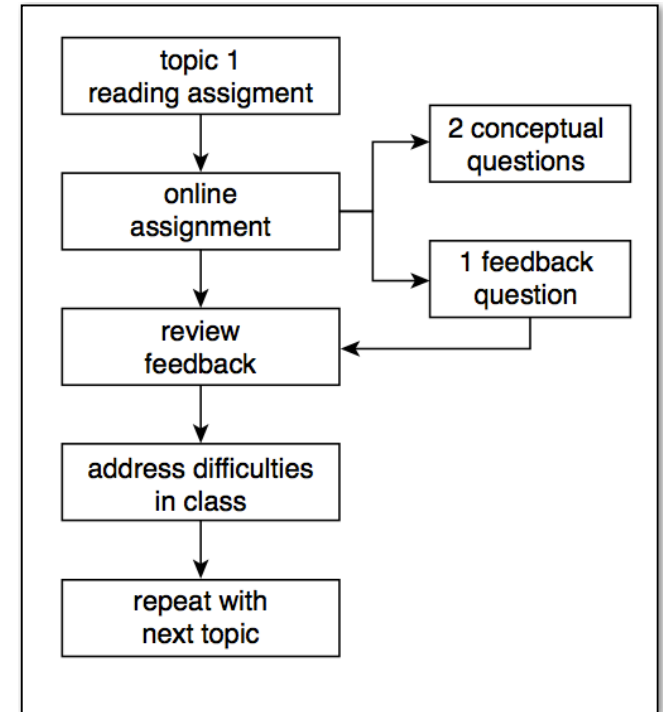 topic 1
reading assigment
online
assignment
2 conceptual
questions
1 feedback
question
review
feedback
address difficulties
in class
repeat with
next topic